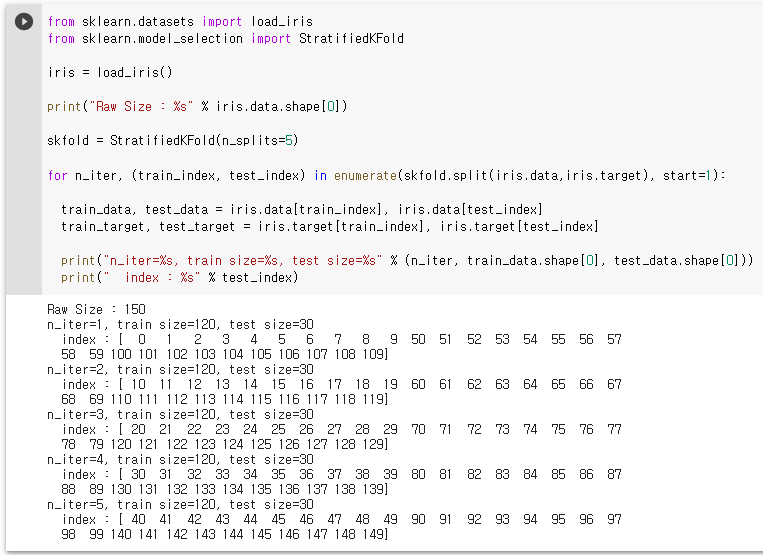 from sklearn.datasets import load_iris
from sklearn.model_selection import StratifiedKFold
iris = load_iris()
print("Raw Size : %s" % iris.data.shape[0])
skfold = StratifiedKFold(n_splits=5)
for n_iter, (train_index, test_index) in enumerate(skfold.split(iris.data,iris.target), start=1):
  train_data, test_data = iris.data[train_index], iris.data[test_index]
  train_target, test_target = iris.target[train_index], iris.target[test_index]
  print("n_iter=%s, train size=%s, test size=%s" % (n_iter, train_data.shape[0], test_data.shape[0]))
  print("  index : %s" % test_index)
Raw Size : 150
n_iter=1, train size=120, test size=30
  index : [  0   1   2   3   4   5   6   7   8   9  50  51  52  53  54  55  56  57
  58  59 100 101 102 103 104 105 106 107 108 109]
n_iter=2, train size=120, test size=30
  index : [ 10  11  12  13  14  15  16  17  18  19  60  61  62  63  64  65  66  67
  68  69 110 111 112 113 114 115 116 117 118 119]
n_iter=3, train size=120, test size=30
  index : [ 20  21  22  23  24  25  26  27  28  29  70  71  72  73  74  75  76  77
  78  79 120 121 122 123 124 125 126 127 128 129]
n_iter=4, train size=120, test size=30
  index : [ 30  31  32  33  34  35  36  37  38  39  80  81  82  83  84  85  86  87
  88  89 130 131 132 133 134 135 136 137 138 139]
n_iter=5, train size=120, test size=30
  index : [ 40  41  42  43  44  45  46  47  48  49  90  91  92  93  94  95  96  97
  98  99 140 141 142 143 144 145 146 147 148 149]